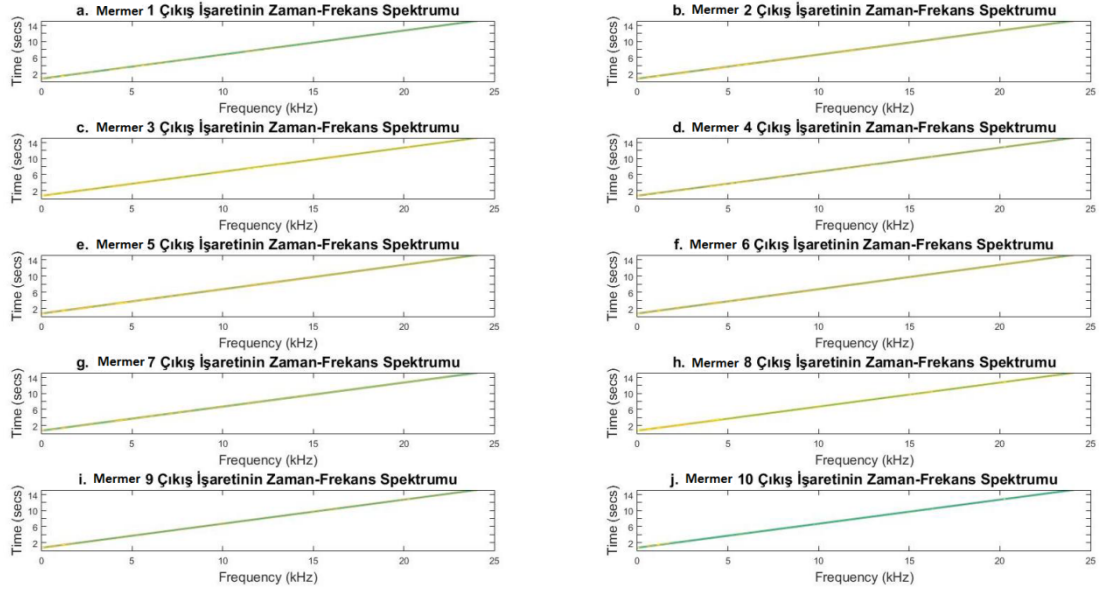 a. Mermer 1 Çıkış İşaretinin Zaman-Frekans Spektrumu
Time (secs)
14
10
6
2
0 5 10 15 20 25
Frequency (kHz)
b. Mermer 2 Çıkış İşaretinin Zaman-Frekans Spektrumu
Time (secs)
14
10
6
2
0 5 10 15 20 25
Frequency (kHz)
c. Mermer 3 Çıkış İşaretinin Zaman-Frekans Spektrumu
Time (secs)
14
10
6
2
0 5 10 15 20 25
Frequency (kHz)
d. Mermer 4 Çıkış İşaretinin Zaman-Frekans Spektrumu
Time (secs)
14
10
6
2
0 5 10 15 20 25
Frequency (kHz)
e. Mermer 5 Çıkış İşaretinin Zaman-Frekans Spektrumu
Time (secs)
14
10
6
2
0 5 10 15 20 25
Frequency (kHz)
f. Mermer 6 Çıkış İşaretinin Zaman-Frekans Spektrumu
Time (secs)
14
10
6
2
0 5 10 15 20 25
Frequency (kHz)
g. Mermer 7 Çıkış İşaretinin Zaman-Frekans Spektrumu
Time (secs)
14
10
6
2
0 5 10 15 20 25
Frequency (kHz)
h. Mermer 8 Çıkış İşaretinin Zaman-Frekans Spektrumu
Time (secs)
14
10
6
2
0 5 10 15 20 25
Frequency (kHz)
i. Mermer 9 Çıkış İşaretinin Zaman-Frekans Spektrumu
Time (secs)
14
10
6
2
0 5 10 15 20 25
Frequency (kHz)
j. Mermer 10 Çıkış İşaretinin Zaman-Frekans Spektrumu
Time (secs)
14
10
6
2
0 5 10 15 20 25
Frequency (kHz)